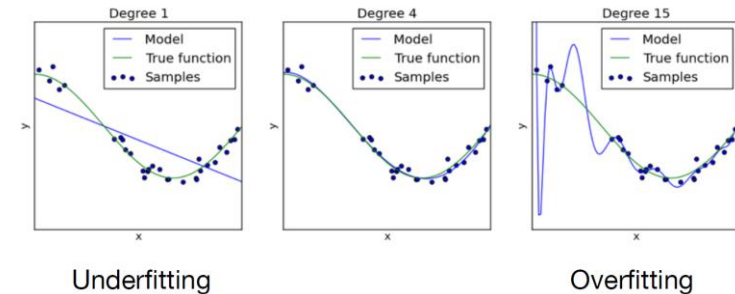 Degree 1
Model
True function
Samples
y
x
Degree 4
Model
True function
Samples
y
x
Degree 15
Model
True function
Samples
y
x
Underfitting
Overfitting